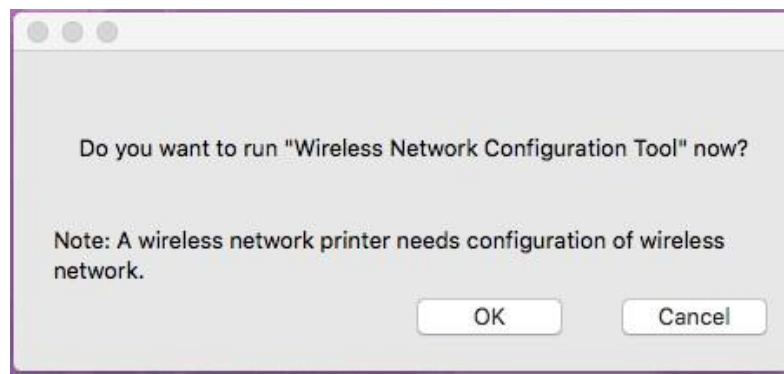 Do you want to run "Wireless Network Configuration Tool" now?
Note: A wireless network printer needs configuration of wireless
network.
OK Cancel